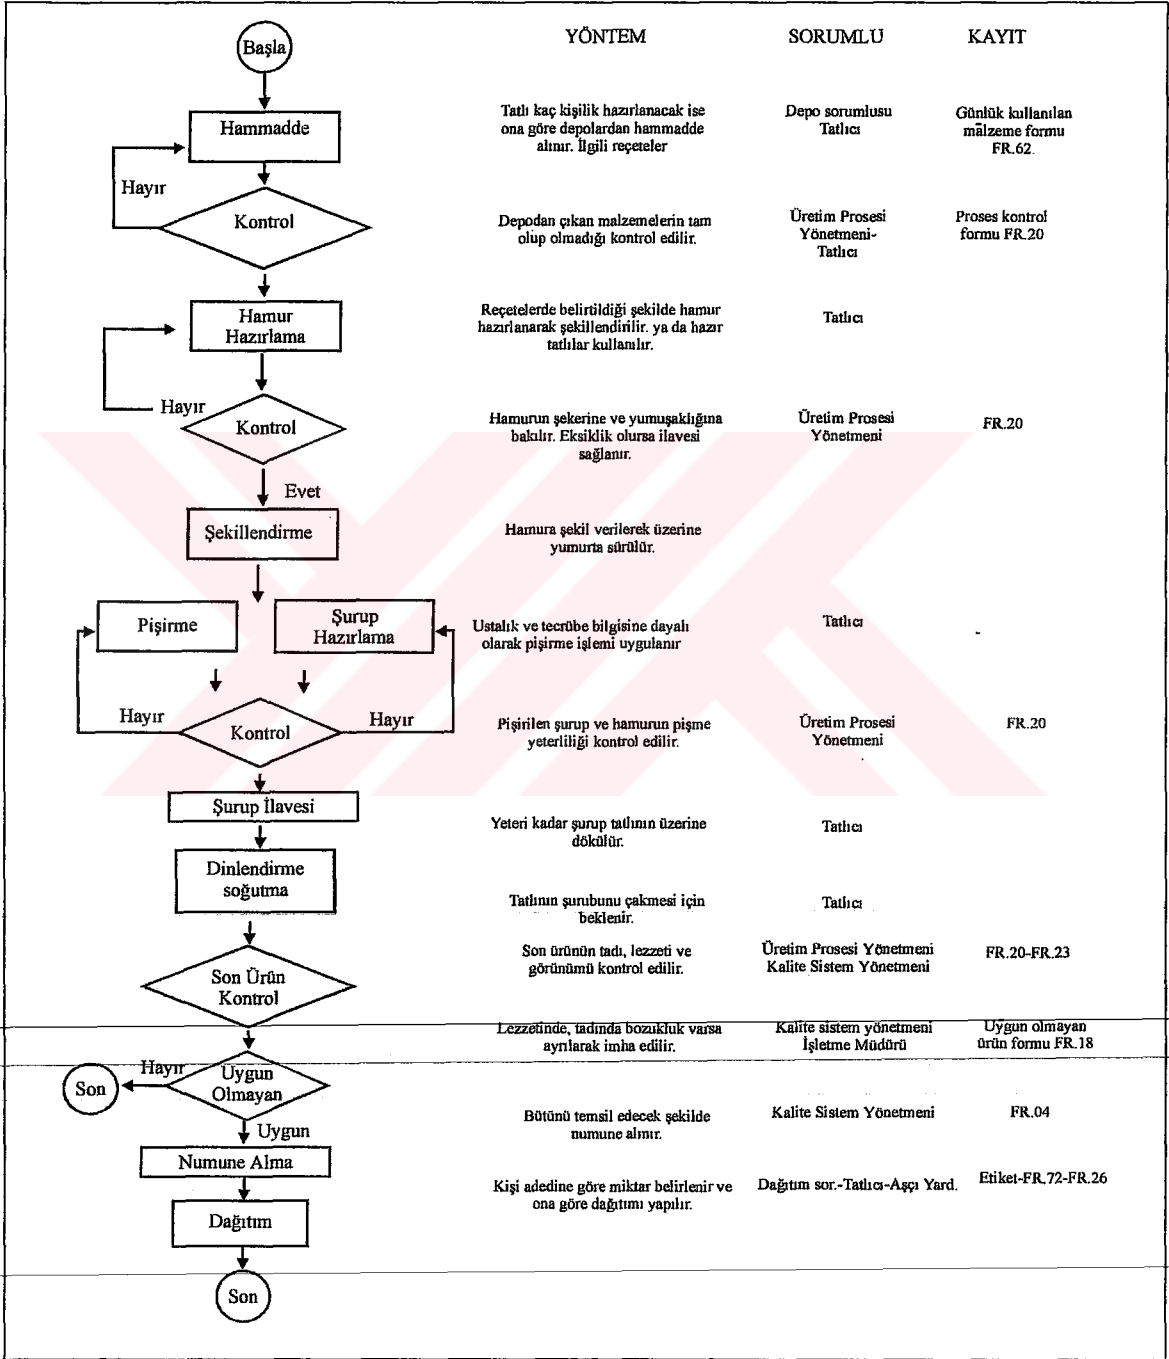 Başla
YÖNTEM
SORUMLU
KAYIT
Hammadde
Tatlı kaç kişilik hazırlanacak ise
ona göre depolardan hammadde
alınır. İlgili reçeteler
Depo sorumlusu
Tatlıcı
Günlük kullanılan
malzeme formu
FR.62.
Hayır
Kontrol
Depodan çıkan malzemelerin tam
olup olmadığı kontrol edilir.
Üretim Prosesi
Yönetmeni-
Tatlıcı
Proses kontrol
formu FR.20
Hamur
Hazırlama
Reçetelerde belirtildiği şekilde hamur
hazırlanarak şekillendirilir. ya da hazır
tatlılar kullanılır.
Tatlıcı
Hayır
Kontrol
Hamurun şekerine ve yumuşaklığına
bakılır. Eksiklik olursa ilavesi
sağlanır.
Üretim Prosesi
Yönetmeni
FR.20
Evet
Şekillendirme
Hamura şekil verilerek üzerine
yumurta sürülür.
Pişirme
Şurup
Hazırlama
Ustalık ve tecrübe bilgisine dayalı
olarak pişirme işlemi uygulanır
Tatlıcı
-
Hayır
Kontrol
Hayır
Pişirilen şurup ve hamurun pişme
yeterliliği kontrol edilir.
Üretim Prosesi
Yönetmeni
FR.20
Şurup İlavesi
Yeteri kadar şurup tatlının üzerine
dökülür.
Tatlıcı
Dinlendirme
soğutma
Tatlının şurubunu çakmesi için
beklenir.
Tatlıcı
Son Ürün
Kontrol
Son ürünün tadı, lezzeti ve
görünümü kontrol edilir.
Üretim Prosesi Yönetmeni
Kalite Sistem Yönetmeni
FR.20-FR.23
Lezzetinde, tadında bozukluk varsa
ayrılarak imha edilir.
Kalite sistem yönetmeni
İşletme Müdürü
Uygun olmayan
ürün formu FR.18
Hayır
Son
Uygun
Olmayan
Bütünü temsil edecek şekilde
numune alınır.
Kalite Sistem Yönetmeni
FR.04
Uygun
Numune Alma
Kişi adedine göre miktar belirlenir ve
ona göre dağıtımı yapılır.
Dağıtım sor.-Tatlıcı-Aşçı Yard.
Etiket-FR.72-FR.26
Dağıtım
Son